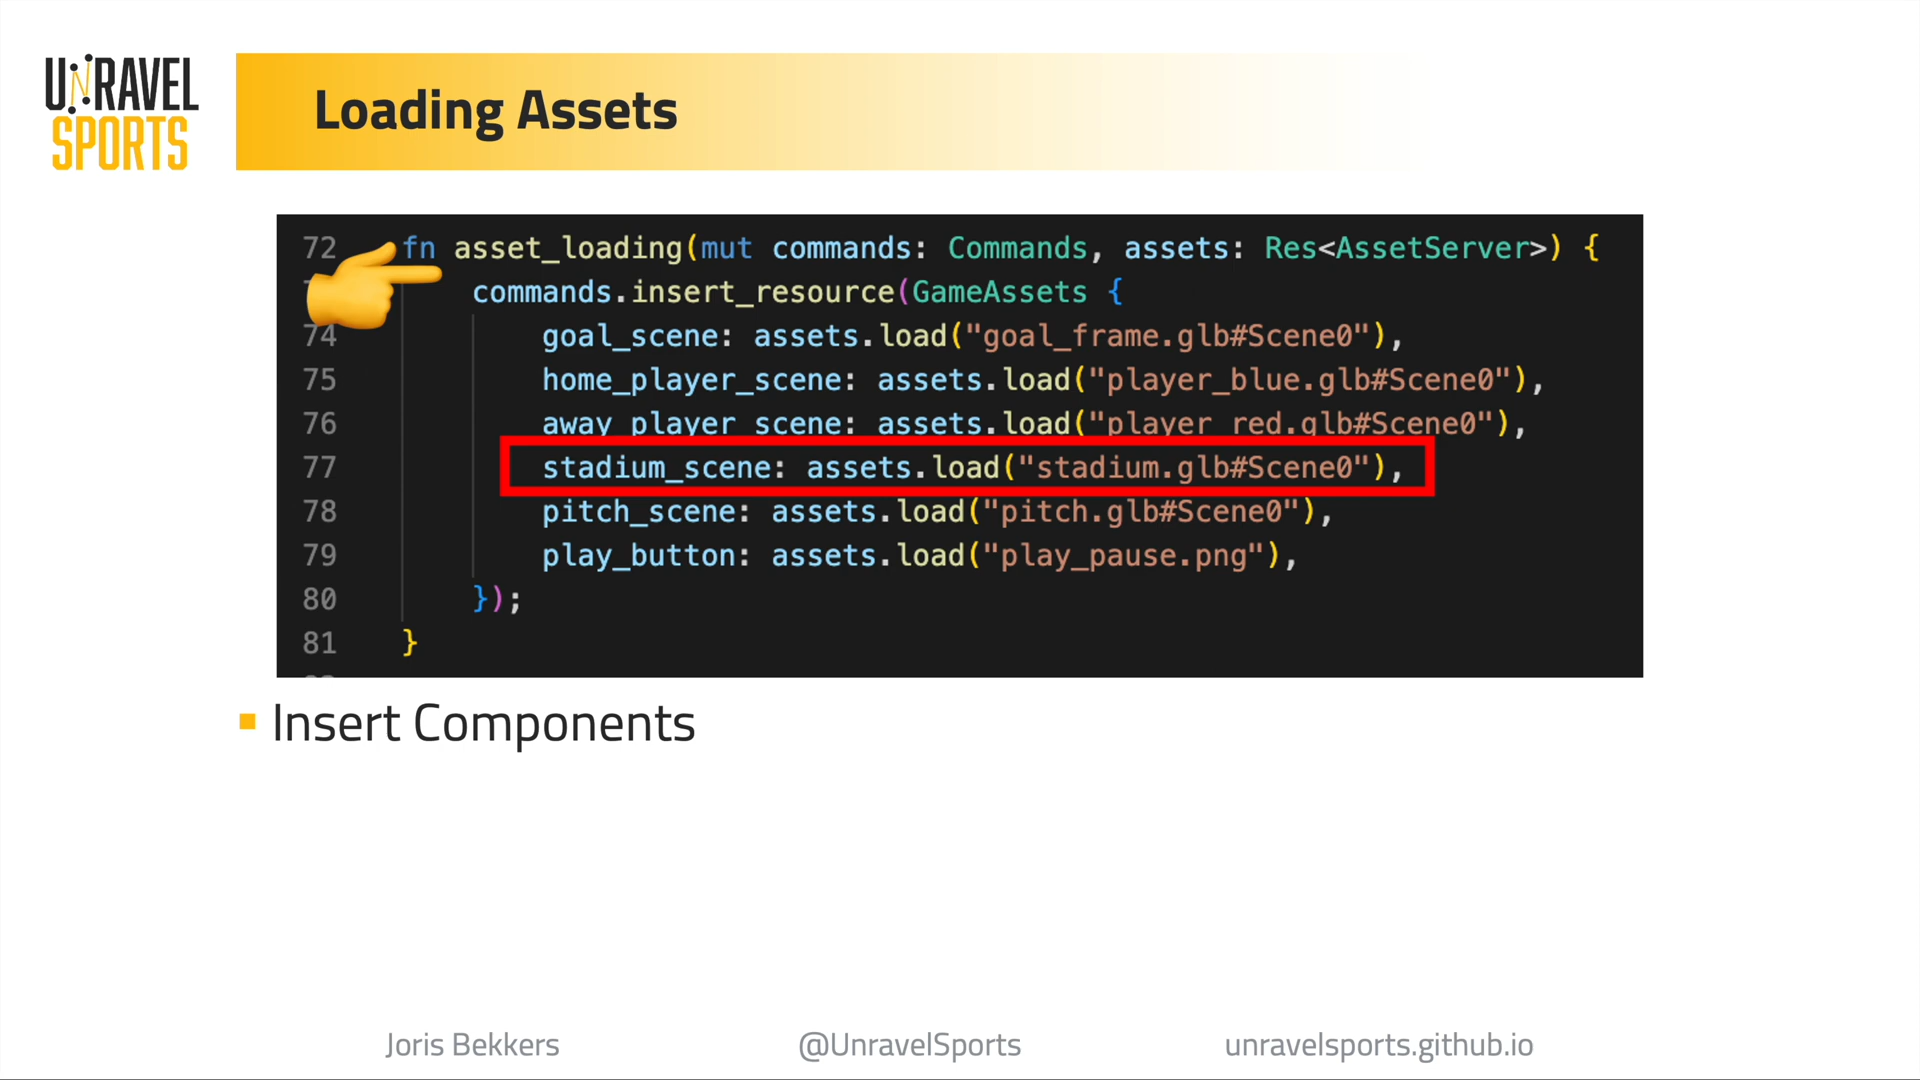 UNRAVEL
SPORTS
Loading Assets
72 fn asset_loading(mut commands: Commands, assets: Res<AssetServer>) {
commands.insert_resource(GameAssets {
74 goal_scene: assets.load("goal_frame.glb#Scene0"),
75 home_player_scene: assets.load("player_blue.glb#Scene0"),
76 away_player_scene: assets.load("player_red.glb#Scene0"),
77 stadium_scene: assets.load("stadium.glb#Scene0"),
78 pitch_scene: assets.load("pitch.glb#Scene0"),
79 play_button: assets.load("play_pause.png"),
80 });
81 }
Insert Components
Joris Bekkers
@UnravelSports
unravelsports.github.io